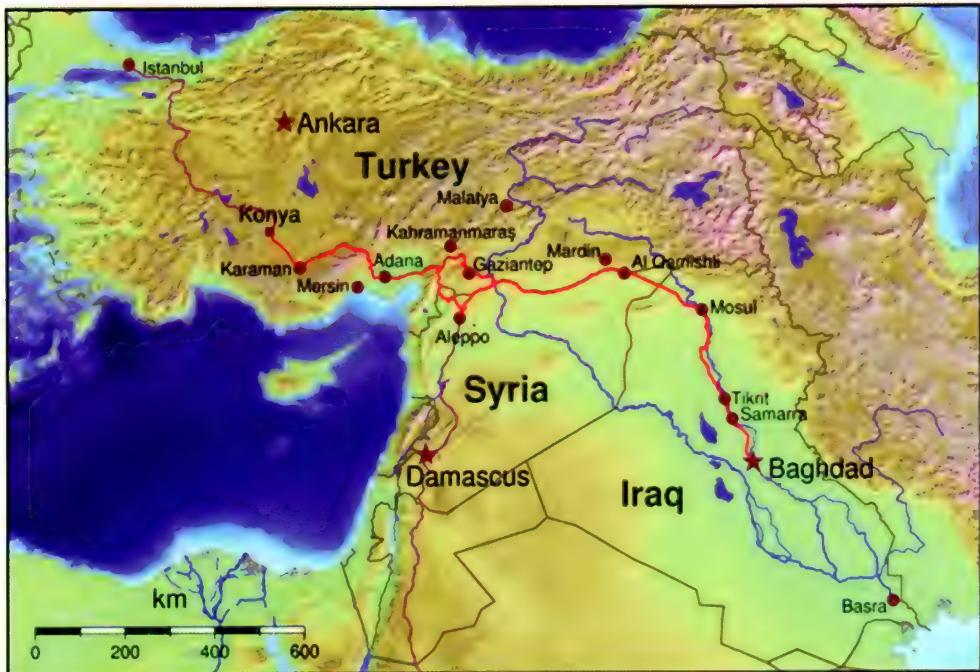 Istanbul
Ankara
Turkey
Malatya
Konya
Kahramanmaraş
Mardin
Al Qamishli
Adana
Gaziantep
Karaman
Mersin
Mosul
Aleppo
Syria
Tikrit
Samarra
Damascus
Baghdad
Iraq
km
Basra
0 200 400 600